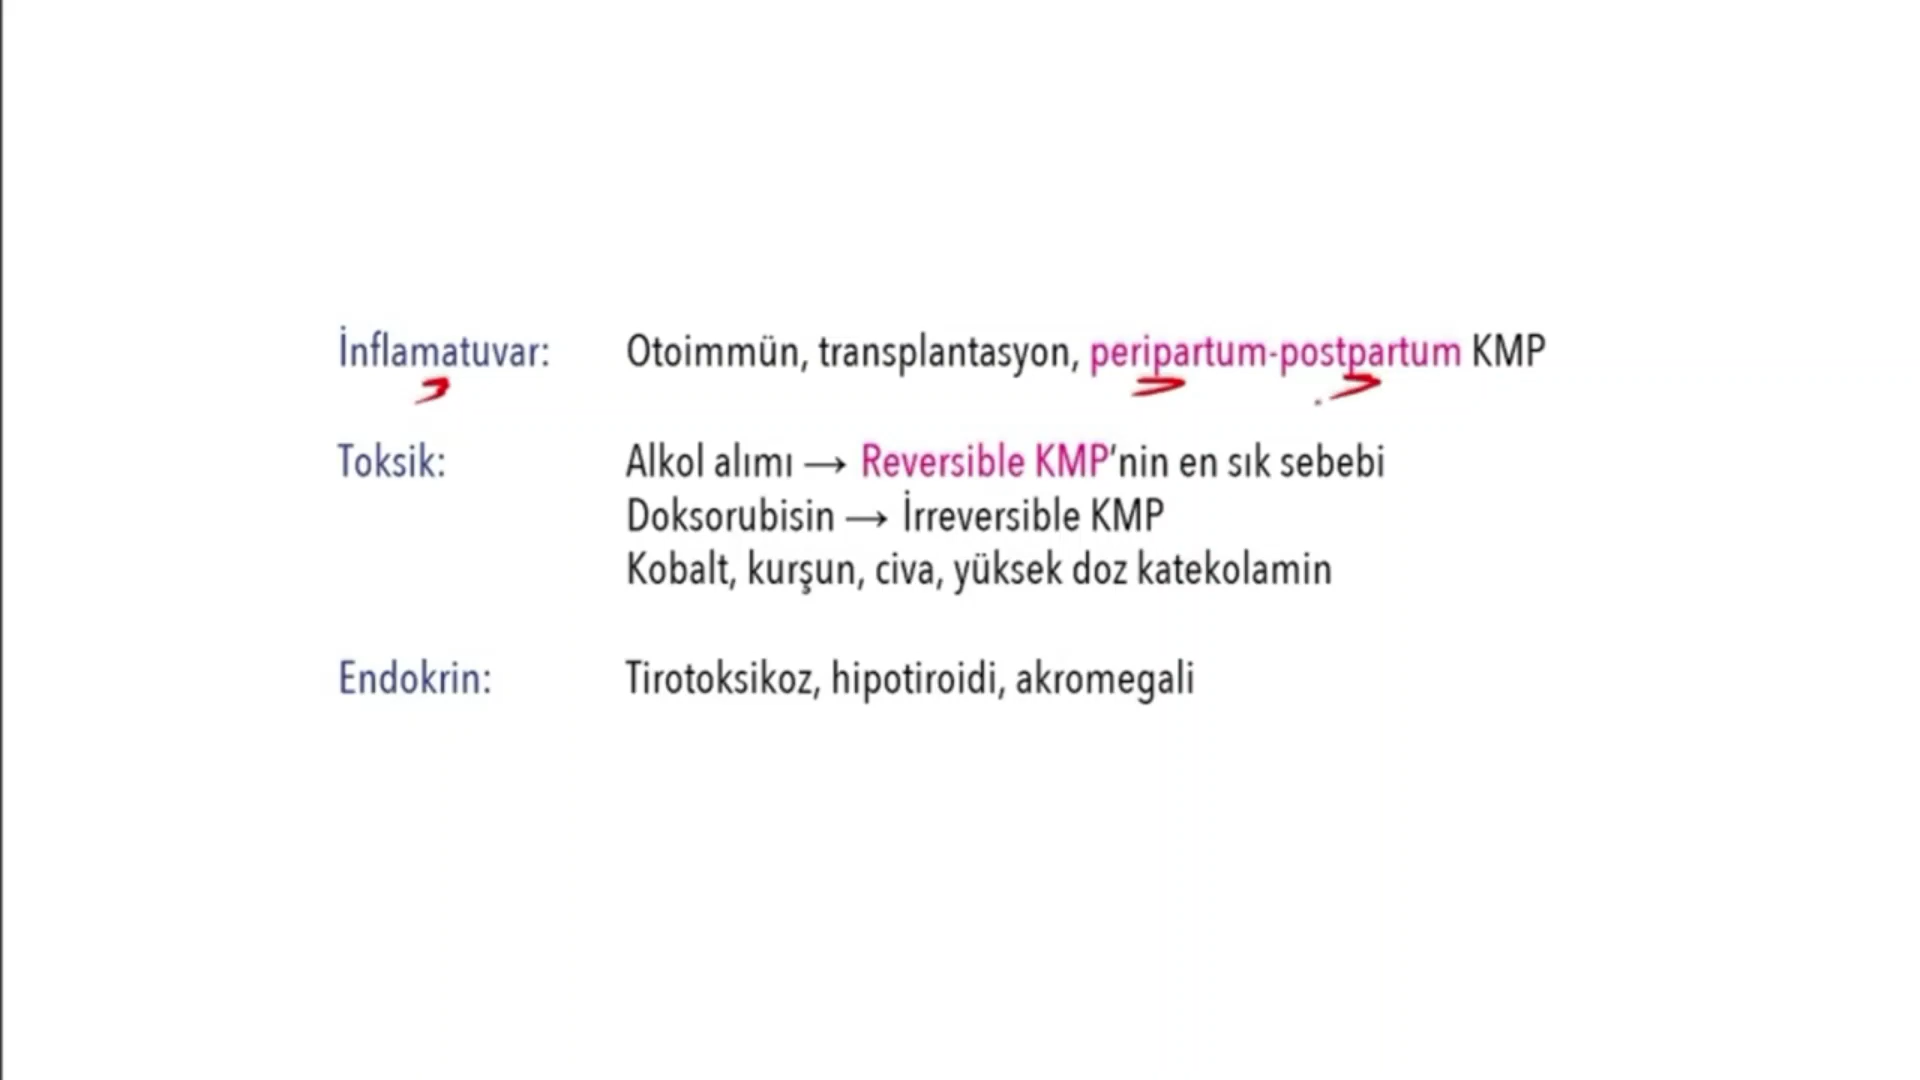 İnflamatuvar: Otoimmün, transplantasyon, peripartum-postpartum KMP
Toksik: Alkol alımı → Reversible KMP'nin en sık sebebi
Doksorubisin → İrreversible KMP
Kobalt, kurşun, civa, yüksek doz katekolamin
Endokrin: Tirotoksikoz, hipotiroidi, akromegali